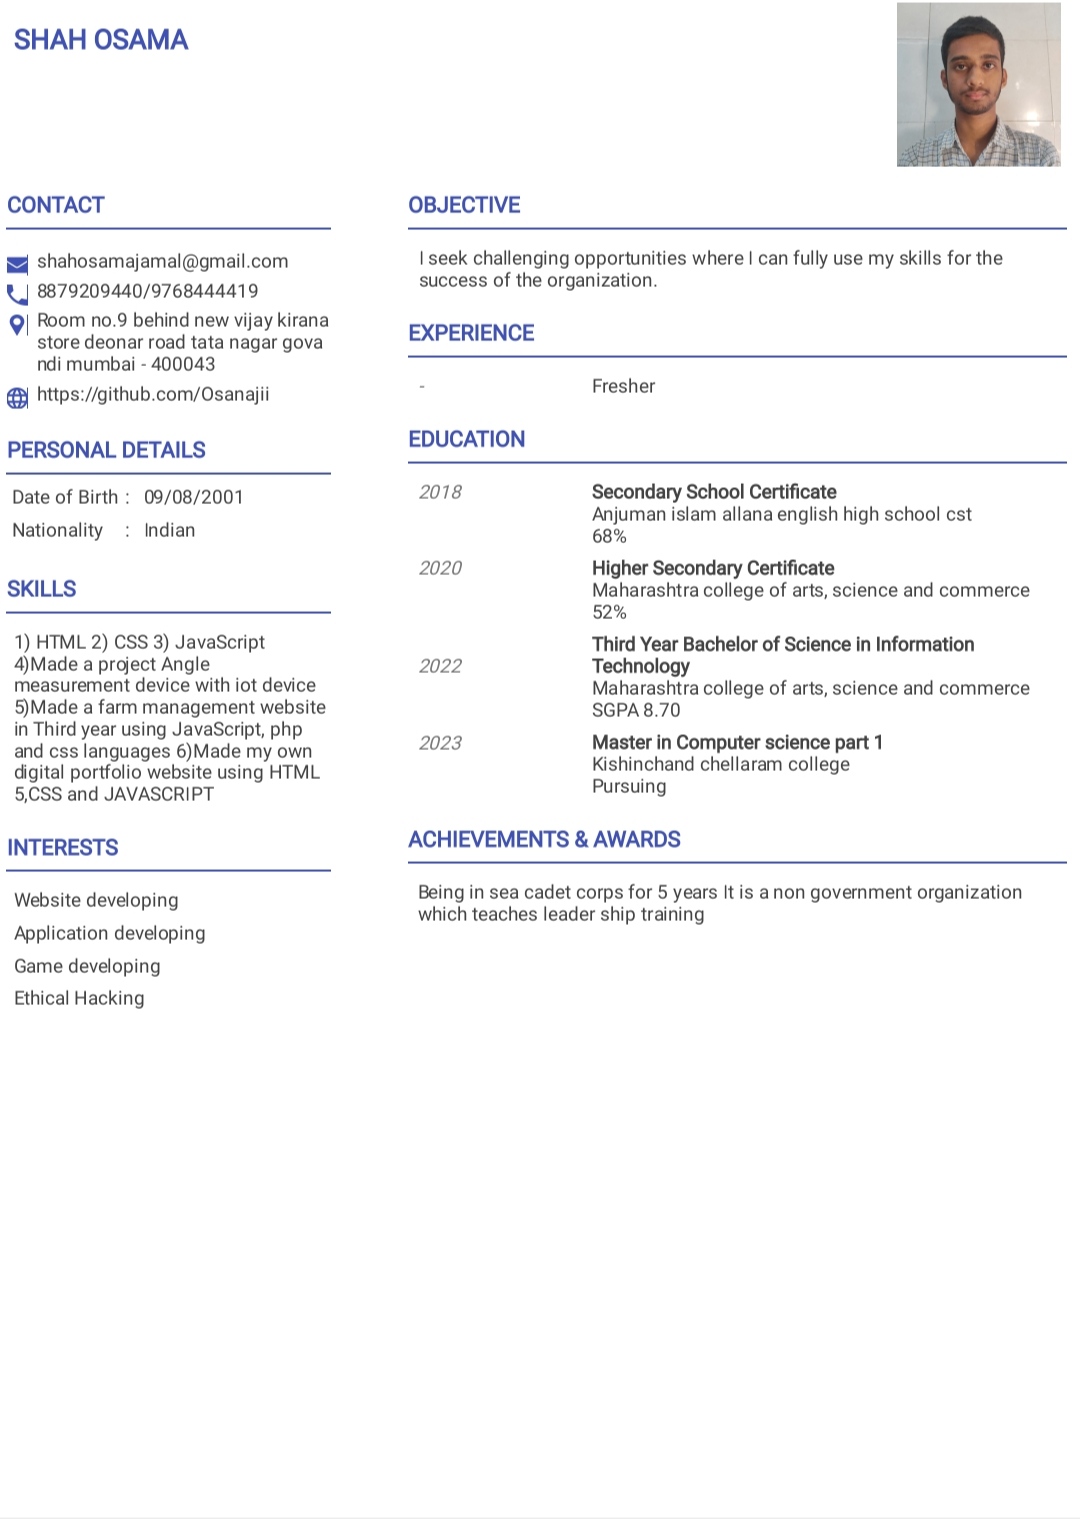 SHAH OSAMA
CONTACT
shahosamajamal@gmail.com
8879209440/9768444419
Room no.9 behind new vijay kirana
store deonar road tata nagar gova
ndi mumbai - 400043
https://github.com/Osanajii
PERSONAL DETAILS
Date of Birth : 09/08/2001
Nationality : Indian
SKILLS
1) HTML 2) CSS 3) JavaScript
4)Made a project Angle
measurement device with iot device
5)Made a farm management website
in Third year using JavaScript, php
and css languages 6)Made my own
digital portfolio website using HTML
5,CSS and JAVASCRIPT
INTERESTS
Website developing
Application developing
Game developing
Ethical Hacking
OBJECTIVE
I seek challenging opportunities where I can fully use my skills for the
success of the organization.
EXPERIENCE
- Fresher
EDUCATION
2018 Secondary School Certificate
Anjuman islam allana english high school cst
68%
2020 Higher Secondary Certificate
Maharashtra college of arts, science and commerce
52%
Third Year Bachelor of Science in Information
2022 Technology
Maharashtra college of arts, science and commerce
SGPA 8.70
2023 Master in Computer science part 1
Kishinchand chellaram college
Pursuing
ACHIEVEMENTS & AWARDS
Being in sea cadet corps for 5 years It is a non government organization
which teaches leader ship training